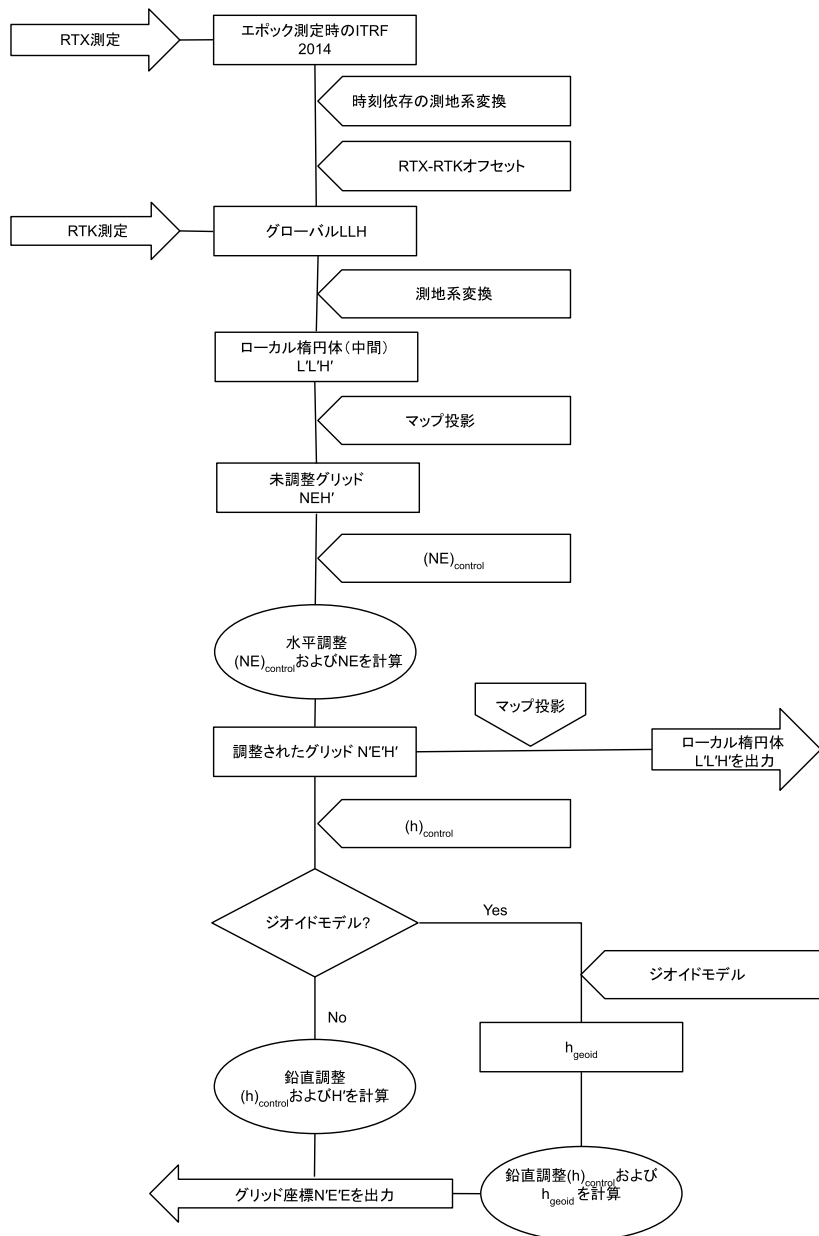 RTX測定
エポック測定時のITRF
2014
時刻依存の測地系変換
RTX-RTKオフセット
RTK測定
グローバルLLH
測地系変換
ローカル楕円体（中間）
L'L'H'
マップ投影
未調整グリッド
NEH'
(NE)control
水平調整
(NE)controlおよびNEを計算
マップ投影
調整されたグリッド N'E'H'
ローカル楕円体
L'L'H'を出力
(h)control
ジオイドモデル?
Yes
ジオイドモデル
No
hgeoid
鉛直調整
(h)controlおよびH'を計算
鉛直調整(h)controlおよび
hgeoidを計算
グリッド座標N'E'Eを出力